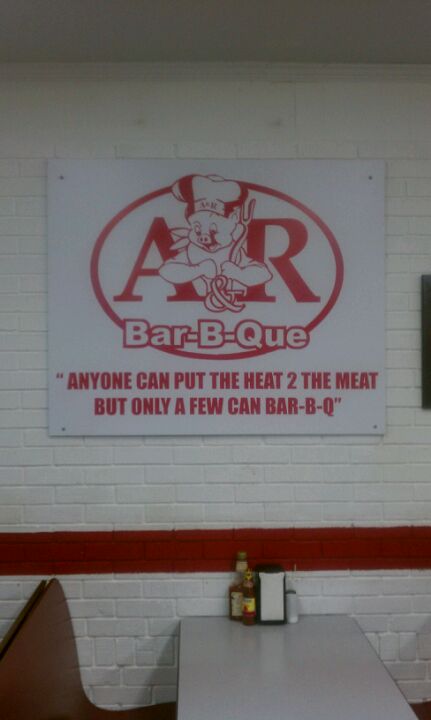 A&R
A & R
Bar-B-Que
“ ANYONE CAN PUT THE HEAT 2 THE MEAT
BUT ONLY A FEW CAN BAR-B-Q”